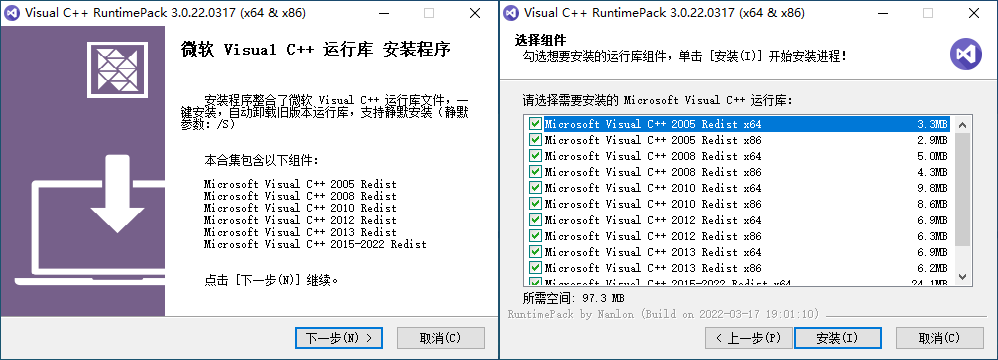 Visual C++ RuntimePack 3.0.22.0317 (x64 & x86)
微软 Visual C++ 运行库 安装程序
安装程序整合了微软 Visual C++ 运行库文件，一
键安装，自动卸载旧版本运行库，支持静默安装（静默
参数：/S）
本合集包含以下组件：
Microsoft Visual C++ 2005 Redist
Microsoft Visual C++ 2008 Redist
Microsoft Visual C++ 2010 Redist
Microsoft Visual C++ 2012 Redist
Microsoft Visual C++ 2013 Redist
Microsoft Visual C++ 2015-2022 Redist
点击 [下一步(N)] 继续。
下一步(N) >
取消(C)
Visual C++ RuntimePack 3.0.22.0317 (x64 & x86)
选择组件
勾选想要安装的运行库组件，单击 [安装(I)] 开始安装进程！
请选择需要安装的 Microsoft Visual C++ 运行库：
Microsoft Visual C++ 2005 Redist x64 3.3MB
Microsoft Visual C++ 2005 Redist x86 2.9MB
Microsoft Visual C++ 2008 Redist x64 5.0MB
Microsoft Visual C++ 2008 Redist x86 4.3MB
Microsoft Visual C++ 2010 Redist x64 9.8MB
Microsoft Visual C++ 2010 Redist x86 8.6MB
Microsoft Visual C++ 2012 Redist x64 6.9MB
Microsoft Visual C++ 2012 Redist x86 6.3MB
Microsoft Visual C++ 2013 Redist x64 6.9MB
Microsoft Visual C++ 2013 Redist x86 6.2MB
Microsoft Visual C++ 2015-2022 Redist x64 24.1MB
所需空间: 97.3 MB
RuntimePack by Nanlon (Build on 2022-03-17 19:01:10)
< 上一步(P)
安装(I)
取消(C)